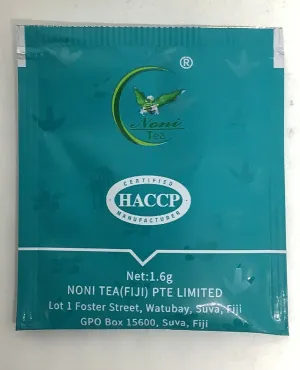 ®
Noni
Tea
CERTIFIED
HACCP
MANUFACTURER
Net:1.6g
NONI TEA(FIJI) PTE LIMITED
Lot 1 Foster Street, Watubay, Suva, Fiji
GPO Box 15600, Suva, Fiji